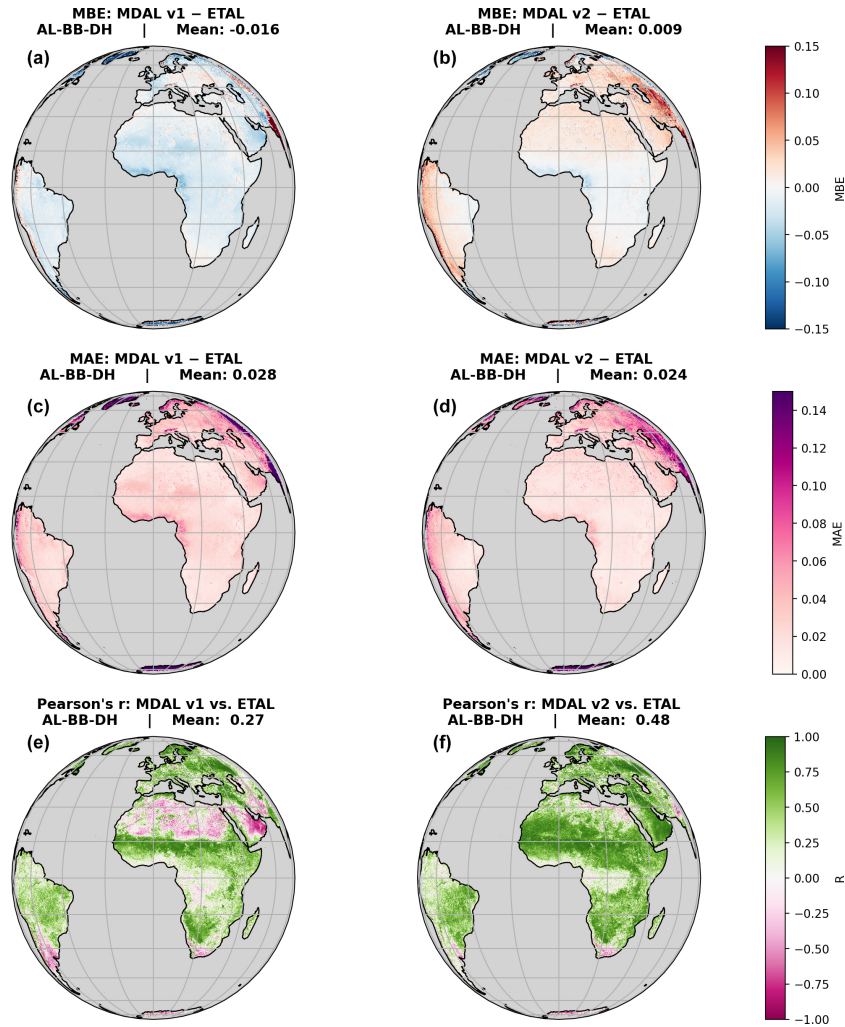 MBE: MDAL v1 − ETAL
AL-BB-DH | Mean: -0.016
(a)
MBE: MDAL v2 − ETAL
AL-BB-DH | Mean: 0.009
(b)
0.15
0.10
0.05
0.00
−0.05
−0.10
−0.15
MBE
MAE: MDAL v1 − ETAL
AL-BB-DH | Mean: 0.028
(c)
MAE: MDAL v2 − ETAL
AL-BB-DH | Mean: 0.024
(d)
0.14
0.12
0.10
0.08
0.06
0.04
0.02
0.00
MAE
Pearson's r: MDAL v1 vs. ETAL
AL-BB-DH | Mean: 0.27
(e)
Pearson's r: MDAL v2 vs. ETAL
AL-BB-DH | Mean: 0.48
(f)
1.00
0.75
0.50
0.25
0.00
−0.25
−0.50
−0.75
−1.00
R